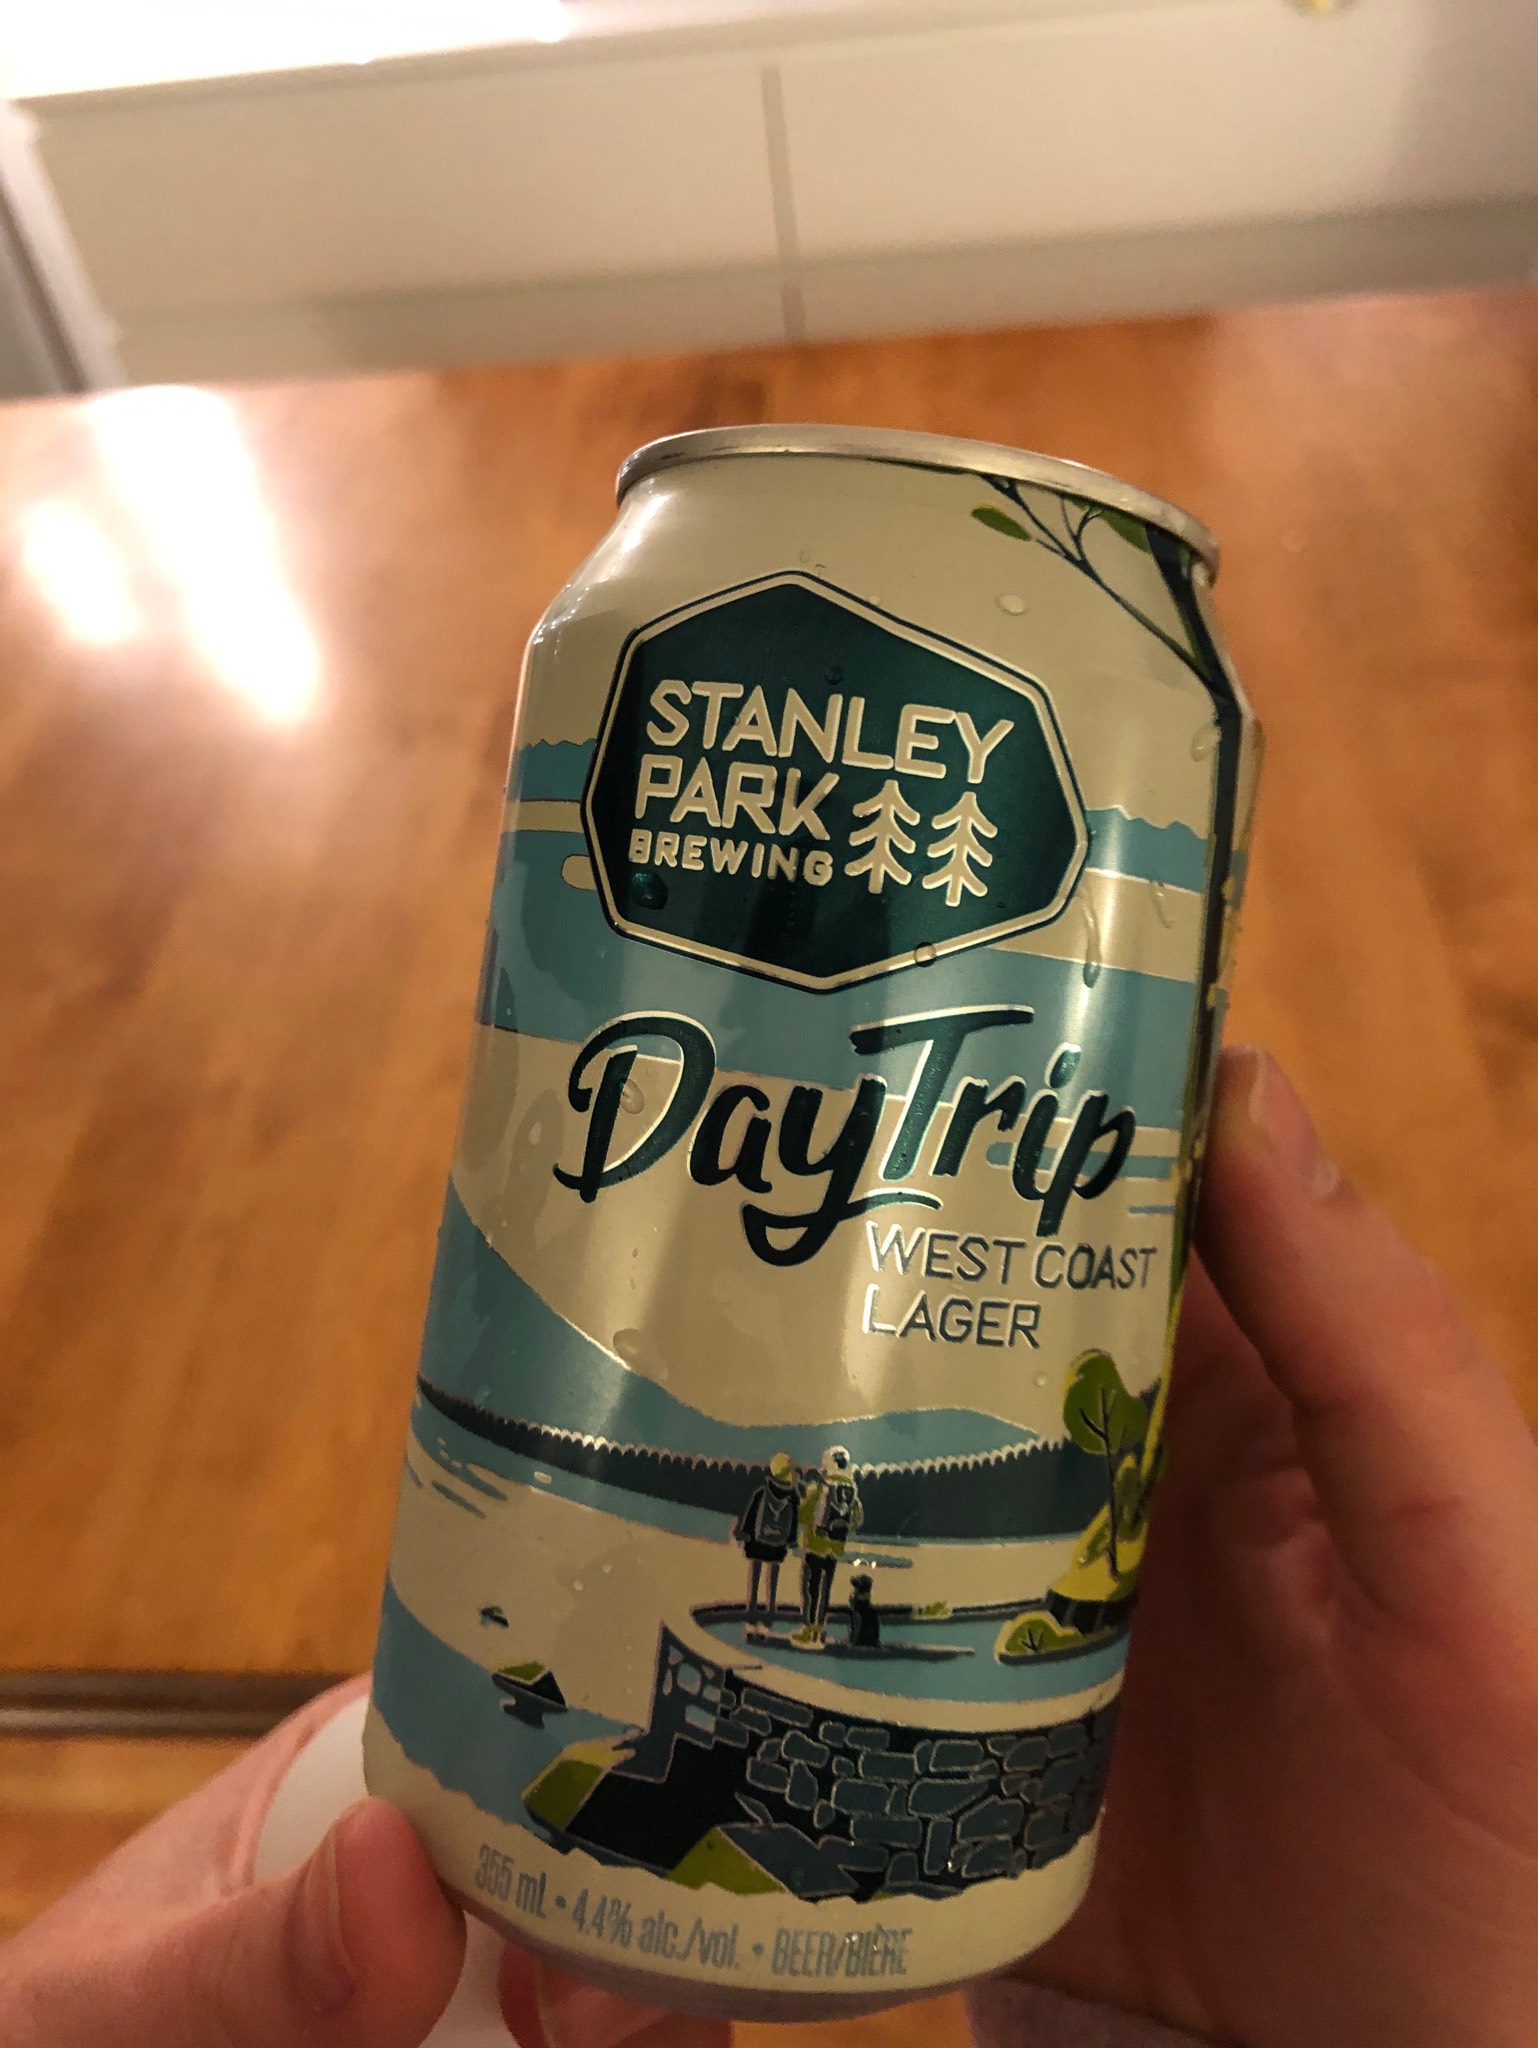 STANLEY
PARK
BREWING
DayTrip
WEST COAST
LAGER
355 mL • 4.4% alc./vol. • BEER/BIÈRE